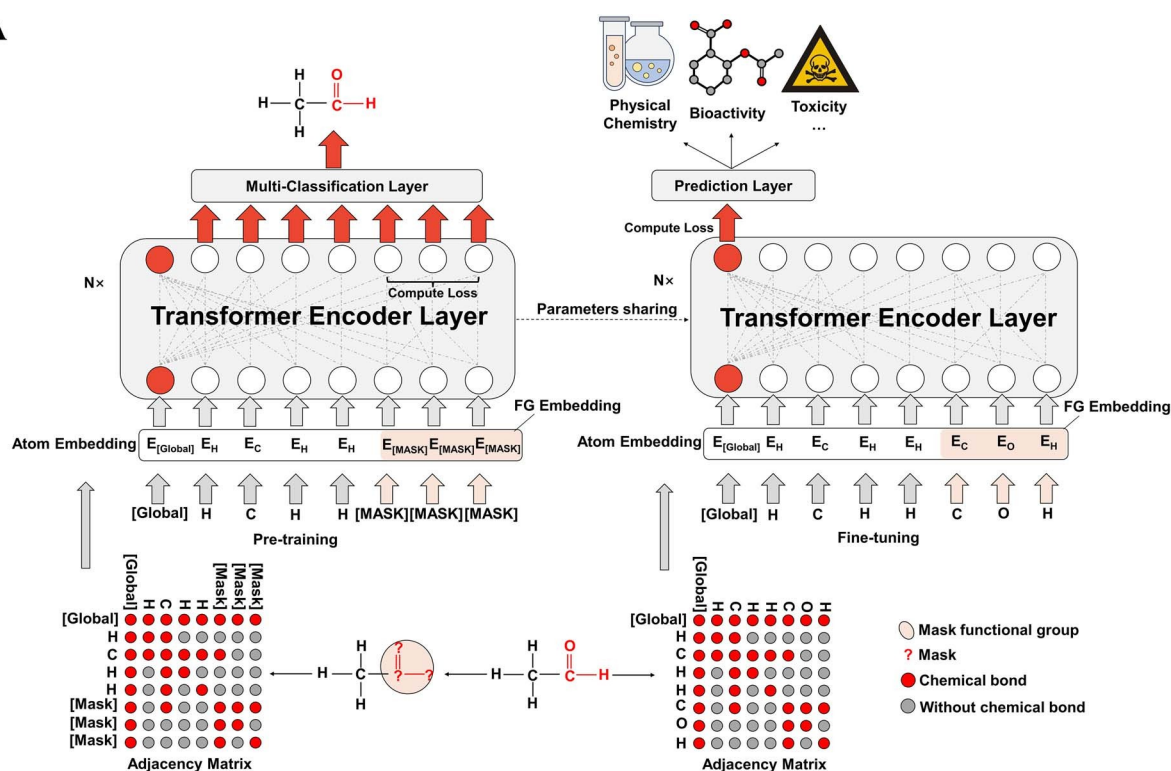 A
Physical
Chemistry
Bioactivity
Toxicity
...
H C C H
O
H
H
Multi-Classification Layer
Prediction Layer
Compute Loss
N×
Compute Loss
Transformer Encoder Layer
Parameters sharing
N×
Transformer Encoder Layer
FG Embedding
Atom Embedding
E[Global] EH EC EH EH E[MASK] E[MASK] E[MASK]
[Global] H C H H [MASK] [MASK] [MASK]
Pre-training
FG Embedding
Atom Embedding
E[Global] EH EC EH EH EC EO EH
[Global] H C H H C O H
Fine-tuning
[Global] H C H H [Mask] [Mask] [Mask]
[Global]
H
C
H
H
[Mask]
[Mask]
[Mask]
Adjacency Matrix
H ?
H C ? ?
H
H O
H C C H
H
[Global] H C H H C O H
[Global]
H
C
H
H
C
O
H
Adjacency Matrix
Mask functional group
? Mask
Chemical bond
Without chemical bond